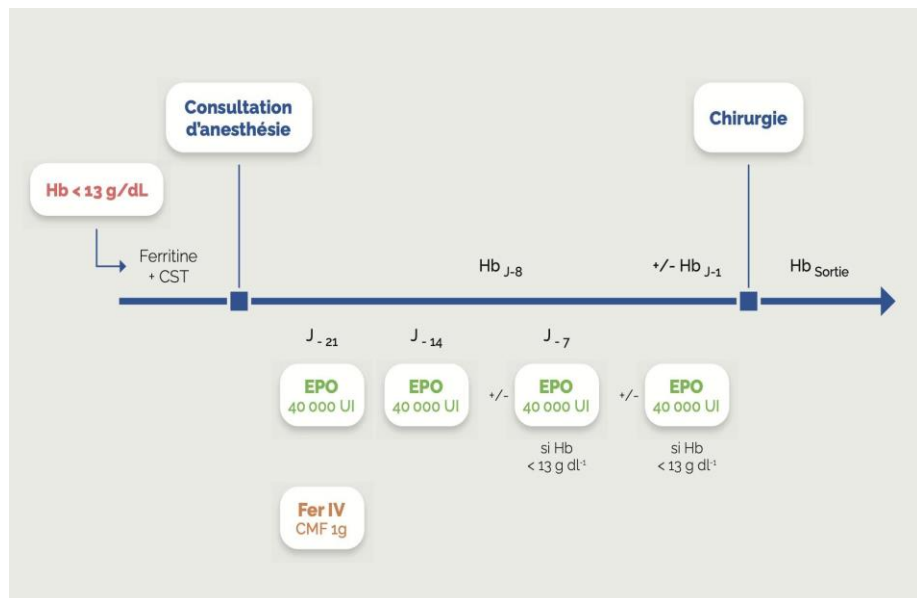 Consultation
d'anesthésie
Chirurgie
Hb < 13 g/dL
Ferritine
+ CST
Hb J-8
+/- Hb J-1
Hb Sortie
J - 21
J - 14
J - 7
EPO
40 000 UI
EPO
40 000 UI
+/-
EPO
40 000 UI
+/-
EPO
40 000 UI
si Hb
< 13 g dl⁻¹
si Hb
< 13 g dl⁻¹
Fer IV
CMF 1g